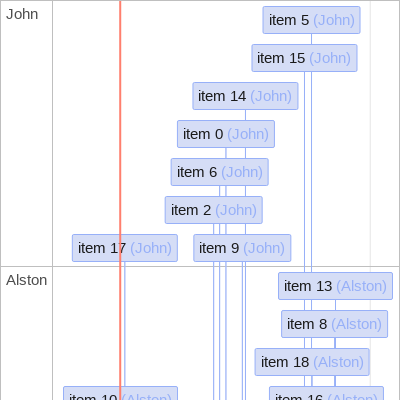 John
item 5 (John)
item 15 (John)
item 14 (John)
item 0 (John)
item 6 (John)
item 2 (John)
item 17 (John)
item 9 (John)
Alston
item 13 (Alston)
item 8 (Alston)
item 18 (Alston)
item 10 (Alston)
item 16 (Alston)